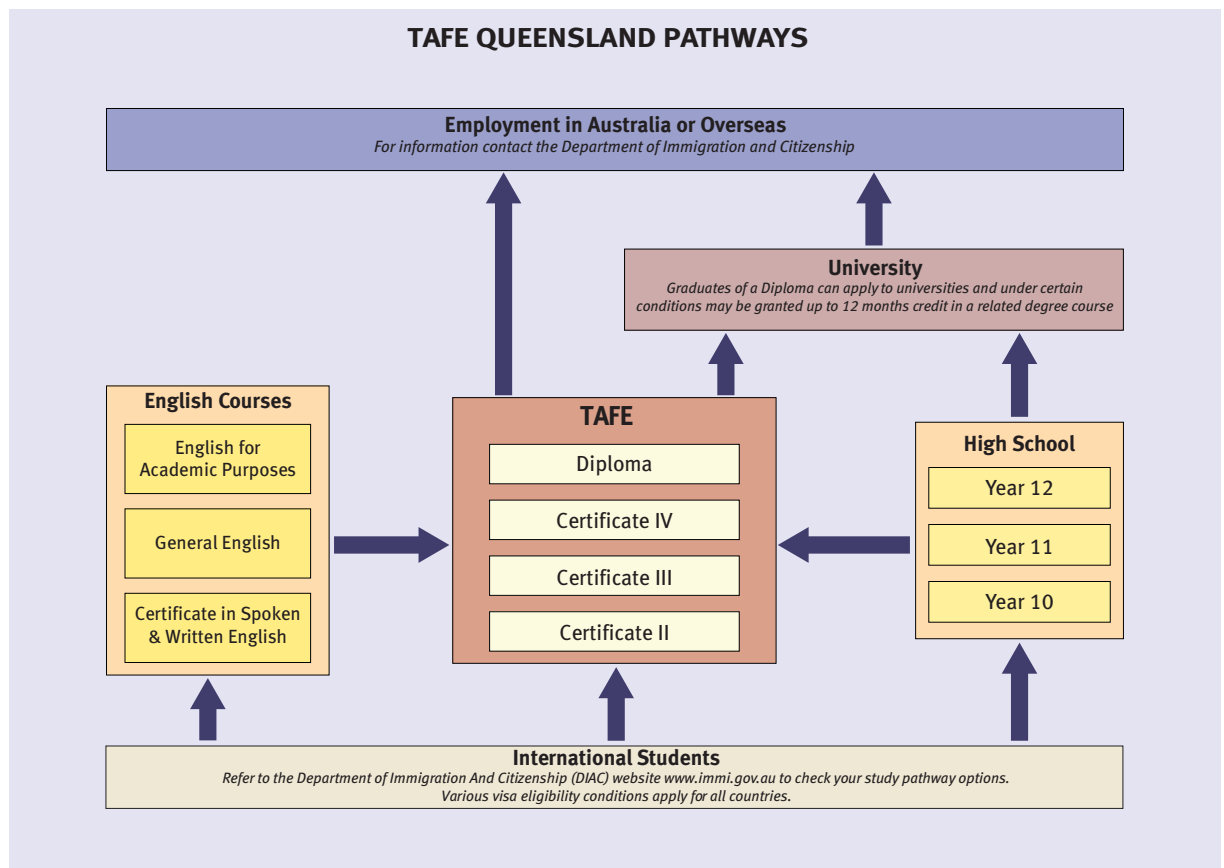 TAFE QUEENSLAND PATHWAYS
Employment in Australia or Overseas
For information contact the Department of Immigration and Citizenship
University
Graduates of a Diploma can apply to universities and under certain
conditions may be granted up to 12 months credit in a related degree course
English Courses
English for
Academic Purposes
General English
Certificate in Spoken
& Written English
TAFE
Diploma
Certificate IV
Certificate III
Certificate II
High School
Year 12
Year 11
Year 10
International Students
Refer to the Department of Immigration And Citizenship (DIAC) website www.immi.gov.au to check your study pathway options.
Various visa eligibility conditions apply for all countries.